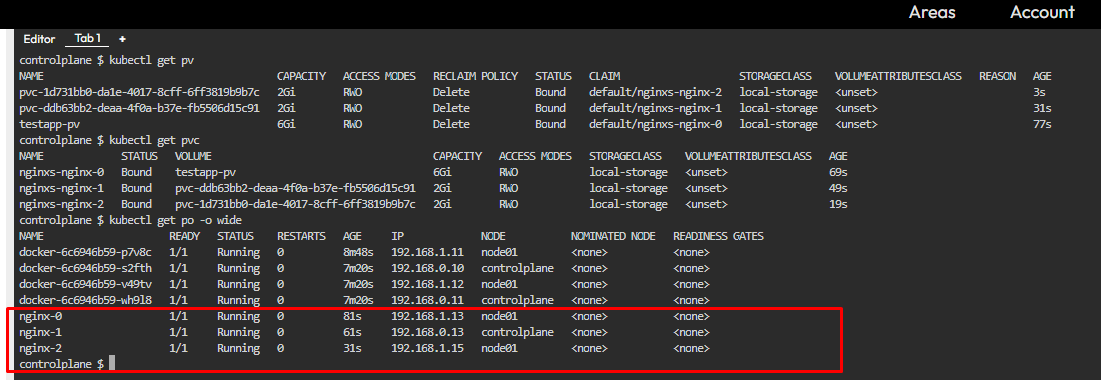 Areas Account
Editor Tab 1 +
controlplane $ kubectl get pv
NAME CAPACITY ACCESS MODES RECLAIM POLICY STATUS CLAIM STORAGECLASS VOLUMEATTRIBUTESCLASS REASON AGE
pvc-1d731bb0-da1e-4017-8cff-6ff3819b9b7c 2Gi RWO Delete Bound default/nginxs-nginx-2 local-storage <unset> 3s
pvc-ddb63bb2-deaa-4f0a-b37e-fb5506d15c91 2Gi RWO Delete Bound default/nginxs-nginx-1 local-storage <unset> 31s
testapp-pv 6Gi RWO Delete Bound default/nginxs-nginx-0 local-storage <unset> 77s
controlplane $ kubectl get pvc
NAME STATUS VOLUME CAPACITY ACCESS MODES STORAGECLASS VOLUMEATTRIBUTESCLASS AGE
nginxs-nginx-0 Bound testapp-pv 6Gi RWO local-storage <unset> 69s
nginxs-nginx-1 Bound pvc-ddb63bb2-deaa-4f0a-b37e-fb5506d15c91 2Gi RWO local-storage <unset> 49s
nginxs-nginx-2 Bound pvc-1d731bb0-da1e-4017-8cff-6ff3819b9b7c 2Gi RWO local-storage <unset> 19s
controlplane $ kubectl get po -o wide
NAME READY STATUS RESTARTS AGE IP NODE NOMINATED NODE READINESS GATES
docker-6c6946b59-p7v8c 1/1 Running 0 8m48s 192.168.1.11 node01 <none> <none>
docker-6c6946b59-s2fth 1/1 Running 0 7m20s 192.168.0.10 controlplane <none> <none>
docker-6c6946b59-v49tv 1/1 Running 0 7m20s 192.168.1.12 node01 <none> <none>
docker-6c6946b59-wh9l8 1/1 Running 0 7m20s 192.168.0.11 controlplane <none> <none>
nginx-0 1/1 Running 0 81s 192.168.1.13 node01 <none> <none>
nginx-1 1/1 Running 0 61s 192.168.0.13 controlplane <none> <none>
nginx-2 1/1 Running 0 31s 192.168.1.15 node01 <none> <none>
controlplane $